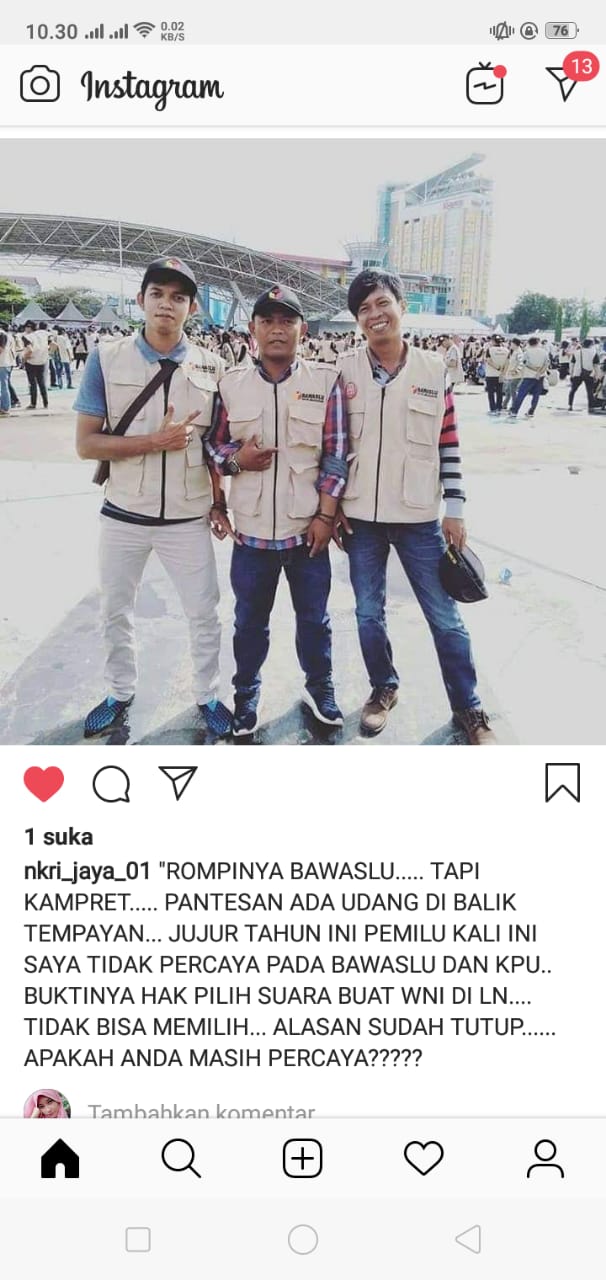 10.30
0.02
KB/S
76
Instagram
13
BAWASLU
BAWASLU
1 suka
nkri_jaya_01 "ROMPINYA BAWASLU..... TAPI
KAMPRET..... PANTESAN ADA UDANG DI BALIK
TEMPAYAN... JUJUR TAHUN INI PEMILU KALI INI
SAYA TIDAK PERCAYA PADA BAWASLU DAN KPU..
BUKTINYA HAK PILIH SUARA BUAT WNI DI LN....
TIDAK BISA MEMILIH... ALASAN SUDAH TUTUP......
APAKAH ANDA MASIH PERCAYA?????
Tambahkan komentar